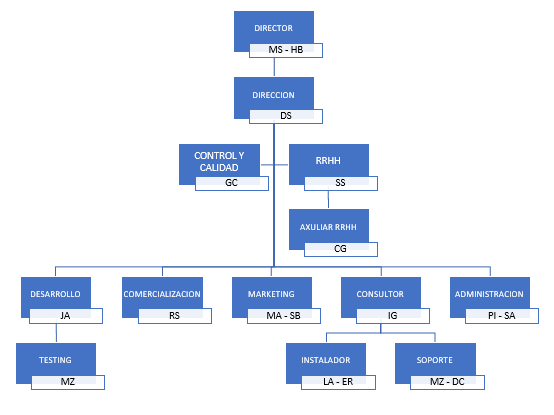 DIRECTOR
MS - HB
DIRECCION
DS
CONTROL Y
CALIDAD
GC
RRHH
SS
AXULIAR RRHH
CG
DESARROLLO
JA
COMERCIALIZACION
RS
MARKETING
MA - SB
CONSULTOR
IG
ADMINISTRACION
PI - SA
TESTING
MZ
INSTALADOR
LA - ER
SOPORTE
MZ - DC